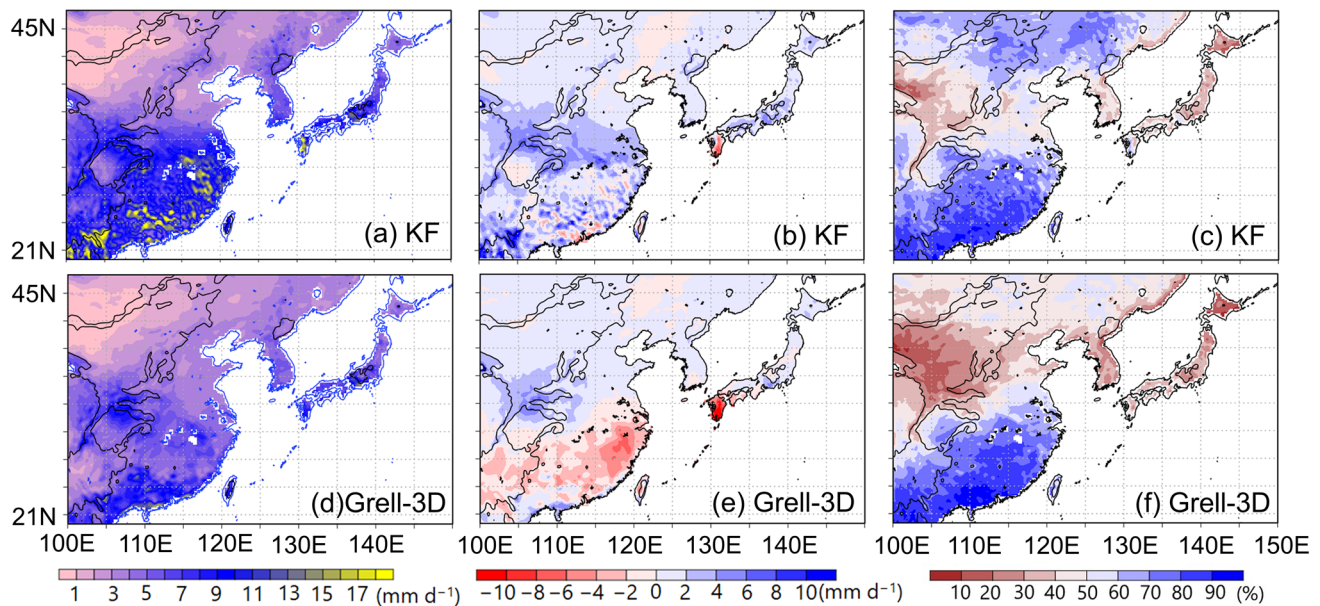 45N
21N
(a) KF
(b) KF
(c) KF
45N
21N
(d)Grell-3D
(e) Grell-3D
(f) Grell-3D
100E 110E 120E 130E 140E
100E 110E 120E 130E 140E
100E 110E 120E 130E 140E 150E
1 3 5 7 9 11 13 15 17 (mm d⁻¹)
−10 −8 −6 −4 −2 0 2 4 6 8 10(mm d⁻¹)
10 20 30 40 50 60 70 80 90 (%)